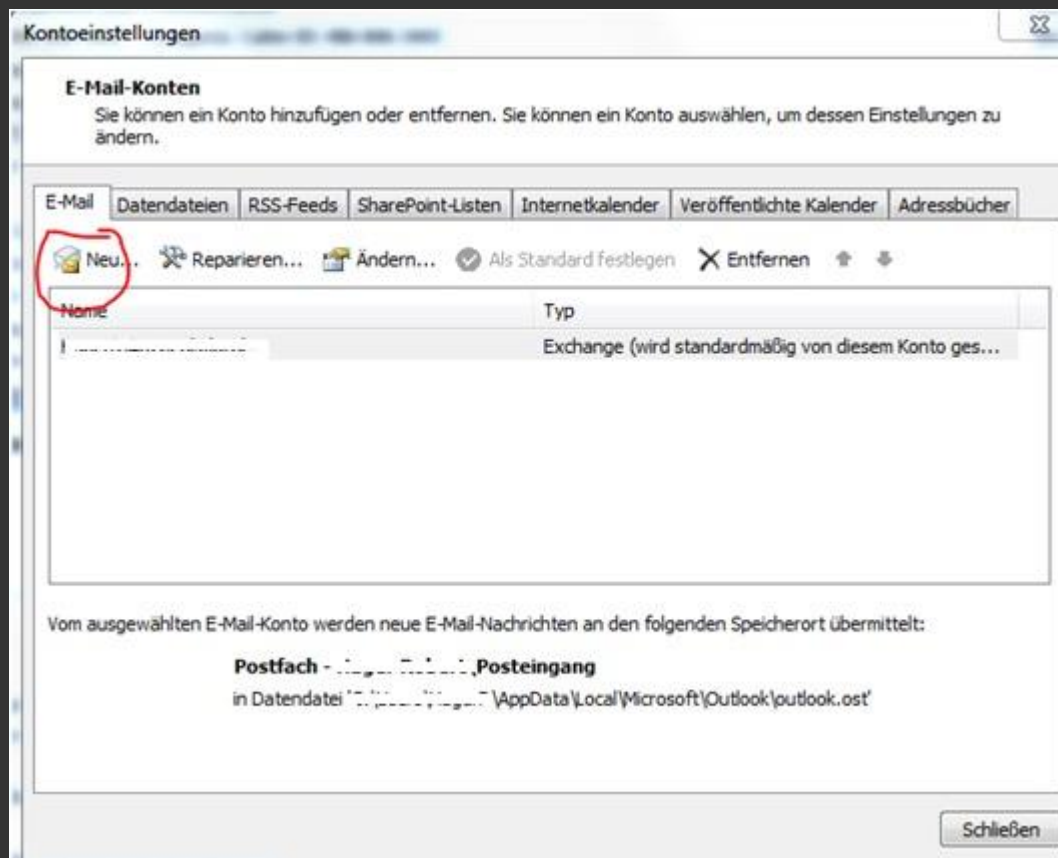 Kontoeinstellungen
E-Mail-Konten
Sie können ein Konto hinzufügen oder entfernen. Sie können ein Konto auswählen, um dessen Einstellungen zu
ändern.
E-Mail Datendateien RSS-Feeds SharePoint-Listen Internetkalender Veröffentlichte Kalender Adressbücher
Neu... Reparieren... Ändern... Als Standard festlegen Entfernen
Name Typ
Exchange (wird standardmäßig von diesem Konto ges...
Vom ausgewählten E-Mail-Konto werden neue E-Mail-Nachrichten an den folgenden Speicherort übermittelt:
Postfach - \Posteingang
in Datendatei \AppData\Local\Microsoft\Outlook\outlook.ost'
Schließen